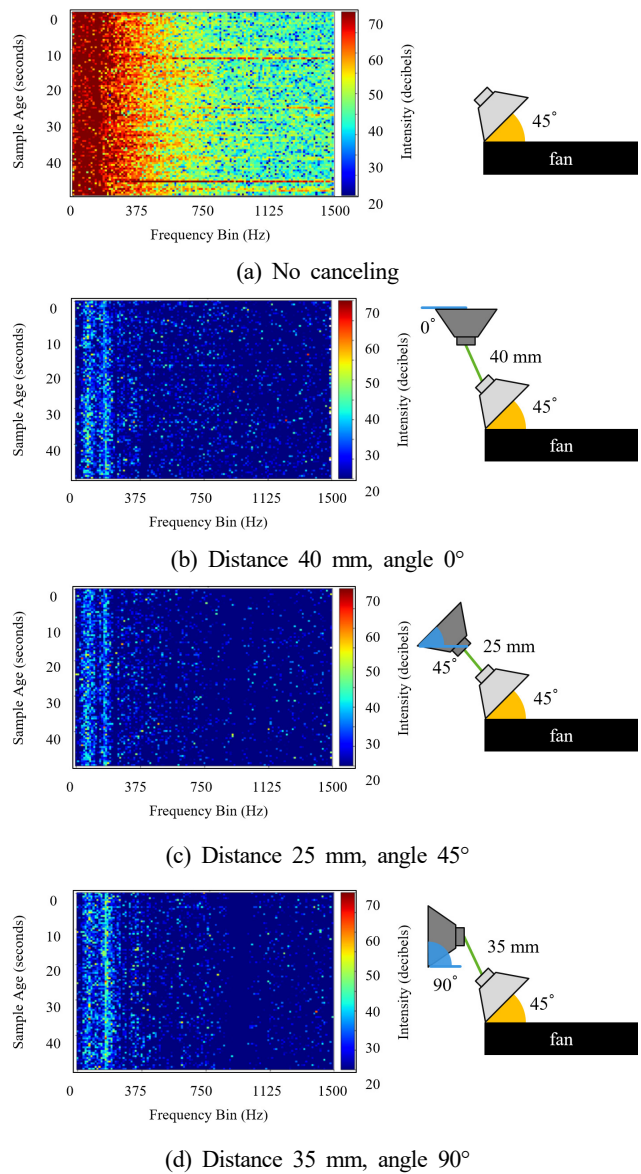 0
10
20
30
40
Sample Age (seconds)
0 375 750 1125 1500
Frequency Bin (Hz)
70
60
50
40
30
20
Intensity (decibels)
45°
fan
(a) No canceling
0
10
20
30
40
Sample Age (seconds)
0 375 750 1125 1500
Frequency Bin (Hz)
70
60
50
40
30
20
Intensity (decibels)
0°
40 mm
45°
fan
(b) Distance 40 mm, angle 0°
0
10
20
30
40
Sample Age (seconds)
0 375 750 1125 1500
Frequency Bin (Hz)
70
60
50
40
30
20
Intensity (decibels)
45°
25 mm
45°
fan
(c) Distance 25 mm, angle 45°
0
10
20
30
40
Sample Age (seconds)
0 375 750 1125 1500
Frequency Bin (Hz)
70
60
50
40
30
20
Intensity (decibels)
90°
35 mm
45°
fan
(d) Distance 35 mm, angle 90°